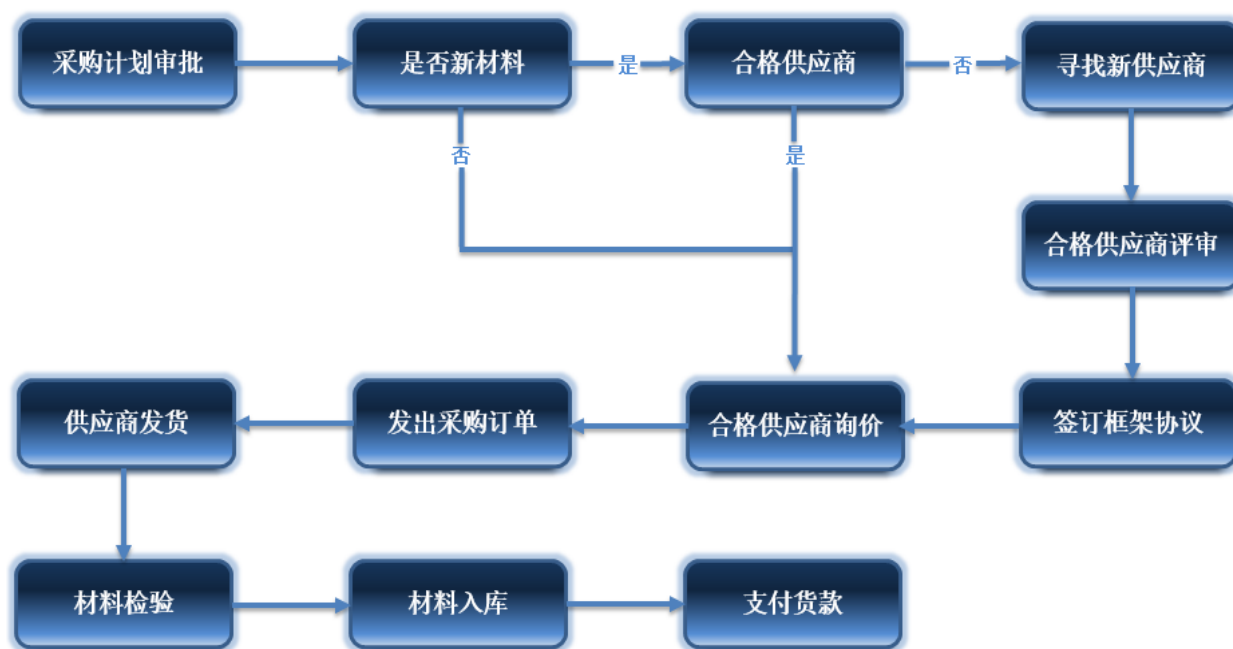 采购计划审批
是否新材料
是
合格供应商
否
寻找新供应商
否
是
合格供应商评审
供应商发货
发出采购订单
合格供应商询价
签订框架协议
材料检验
材料入库
支付货款